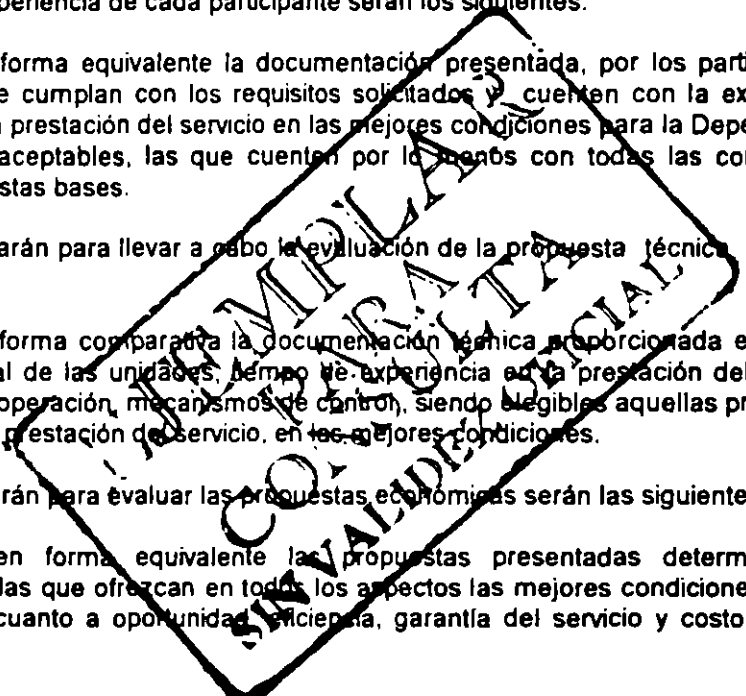 periencia de cada participante serán los siguientes:
forma equivalente la documentación presentada, por los parti
e cumplan con los requisitos solicitados y cuenten con la ex
prestación del servicio en las mejores condiciones para la Depe
aceptables, las que cuenten por lo menos con todas las co
stas bases.
arán para llevar a cabo la evaluación de la propuesta técnica
forma comparativa la documentación técnica proporcionada e
al de las unidades, tiempo de experiencia en la prestación del
operación, mecanismos de control), siendo elegibles aquellas pr
prestación del servicio, en las mejores condiciones.
arán para evaluar las propuestas económicas serán las siguiente
en forma equivalente las propuestas presentadas determ
las que ofrezcan en todos los aspectos las mejores condicione
cuanto a oportunidad, eficiencia, garantía del servicio y costo
EJEMPLAR
PARA
CONSULTA
SIN VALIDEZ OFICIAL